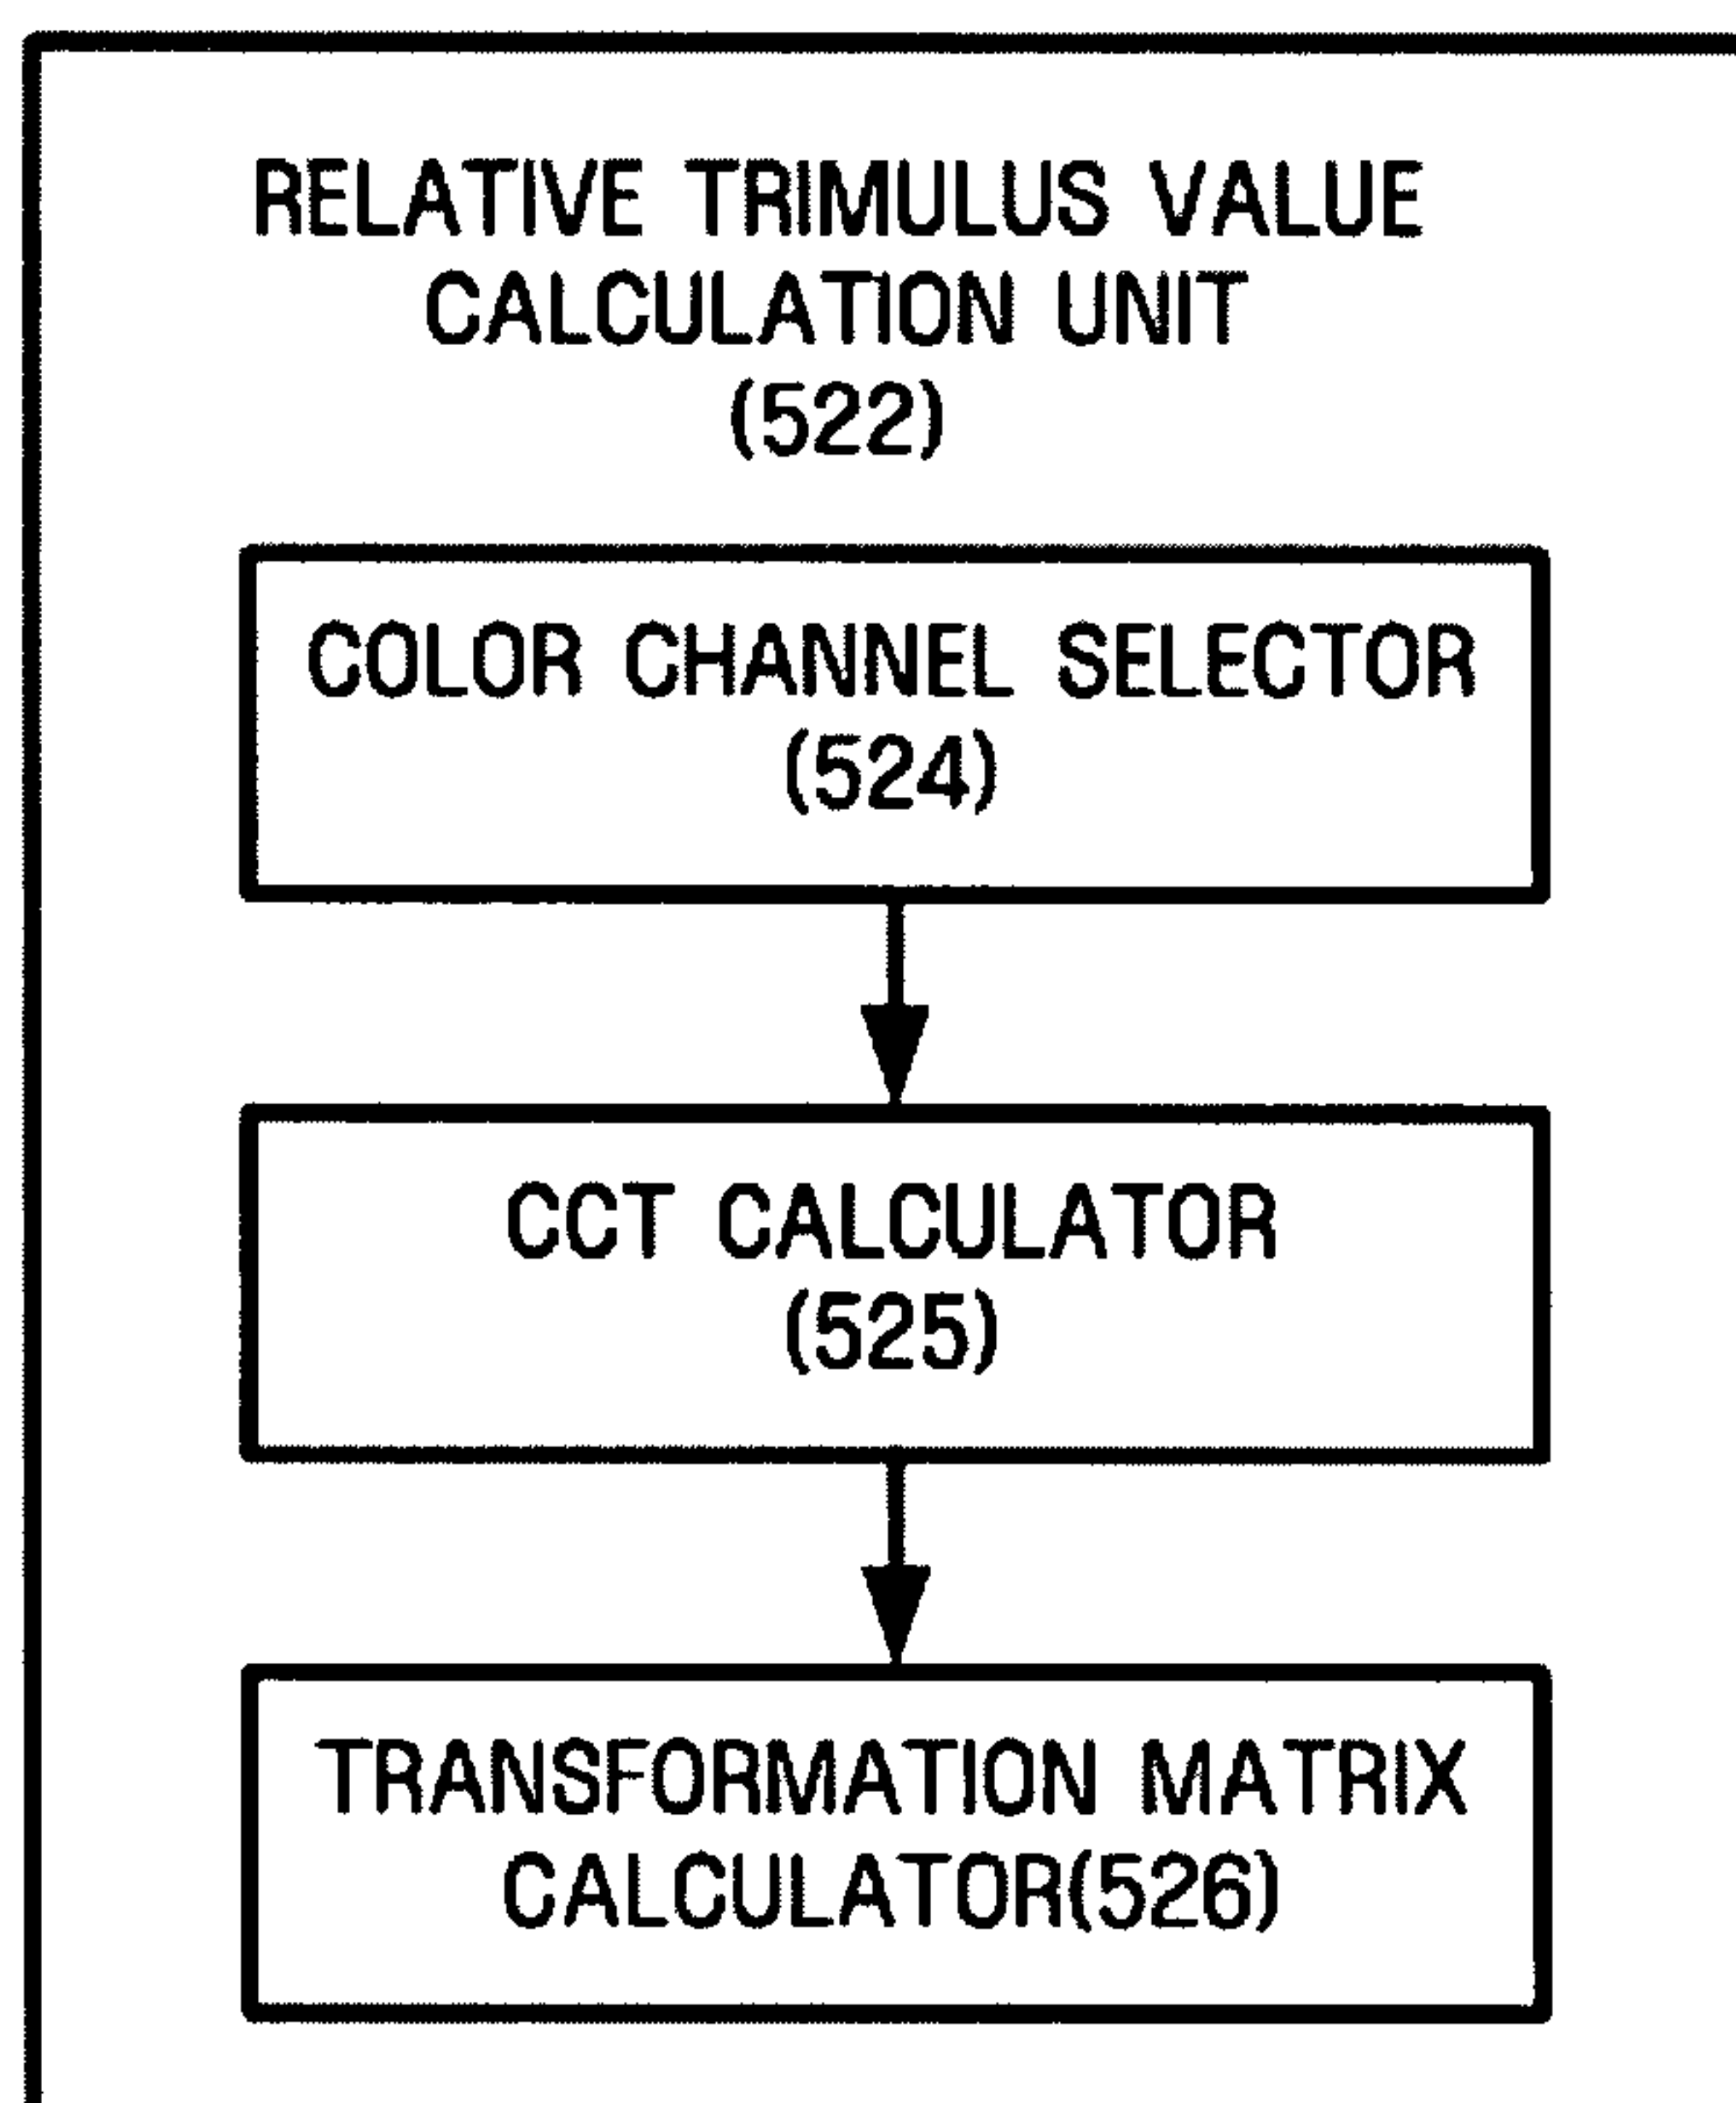 RELATIVE TRIMULUS VALUE
CALCULATION UNIT
(522)
COLOR CHANNEL SELECTOR
(524)
CCT CALCULATOR
(525)
TRANSFORMATION MATRIX
CALCULATOR(526)